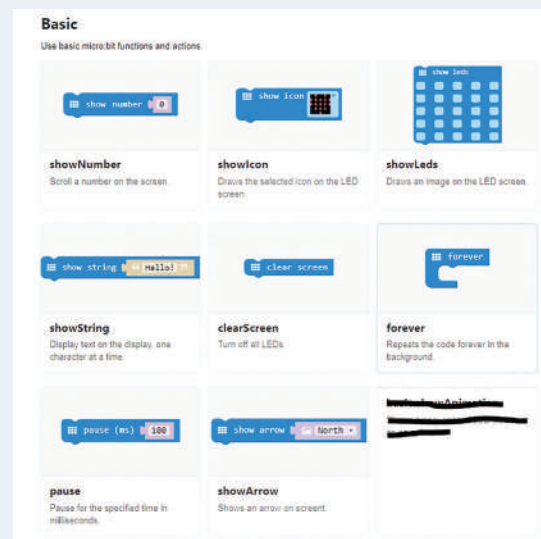 Basic
Use basic micro:bit functions and actions
show number 0
show icon
show leds
showNumber
Scroll a number on the screen.
showIcon
Draws the selected icon on the LED
screen.
showLeds
Draws an image on the LED screen.
show string " Hello! "
clear screen
forever
showString
Display text on the display, one
character at a time.
clearScreen
Turn off all LEDs.
forever
Repeats the code forever in the
background.
pause (ms) 100
show arrow North
pause
Pause for the specified time in
milliseconds.
showArrow
Shows an arrow on screent.